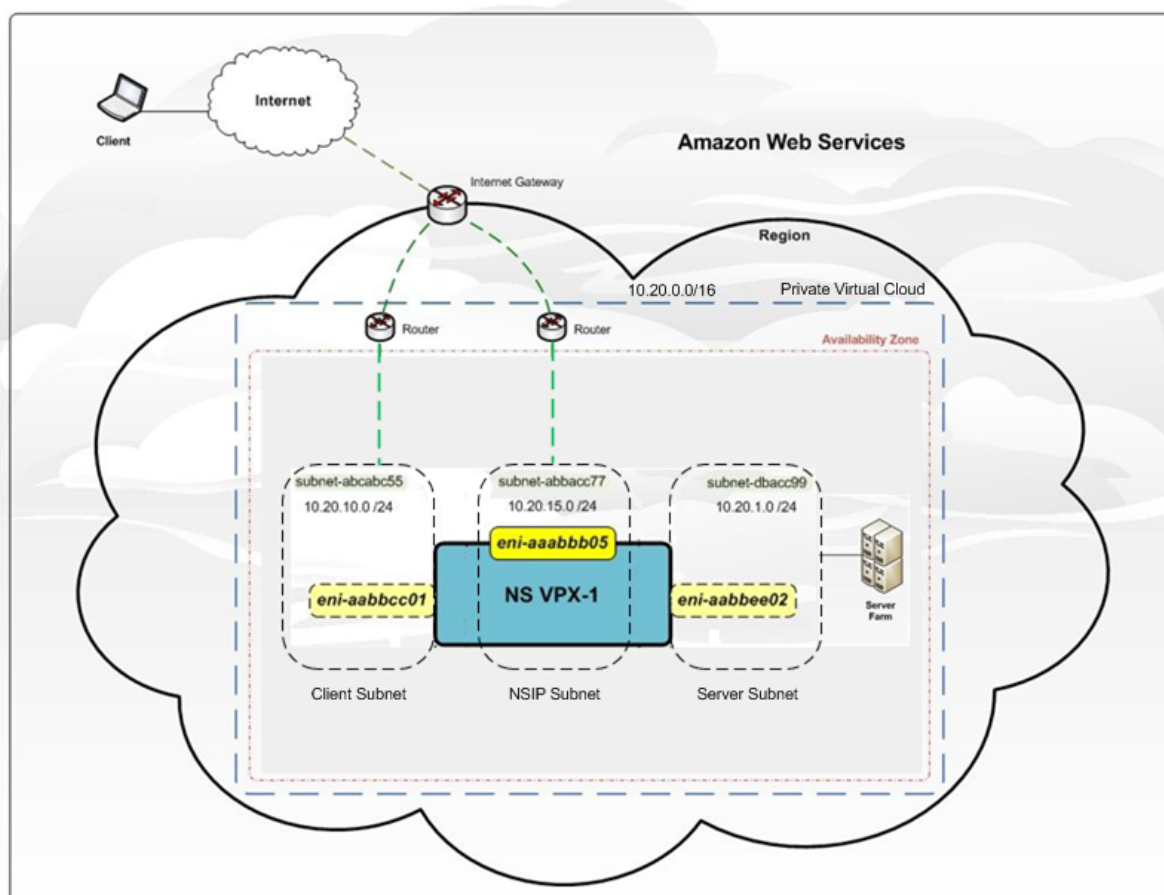 Internet
Client
Amazon Web Services
Internet Gateway
Region
10.20.0.0/16
Private Virtual Cloud
Router
Router
Availability Zone
subnet-abcabc55
10.20.10.0 /24
subnet-abbacc77
10.20.15.0 /24
subnet-dbacc99
10.20.1.0 /24
eni-aaabbb05
eni-aabbcc01
NS VPX-1
eni-aabbee02
Server
Farm
Client Subnet
NSIP Subnet
Server Subnet